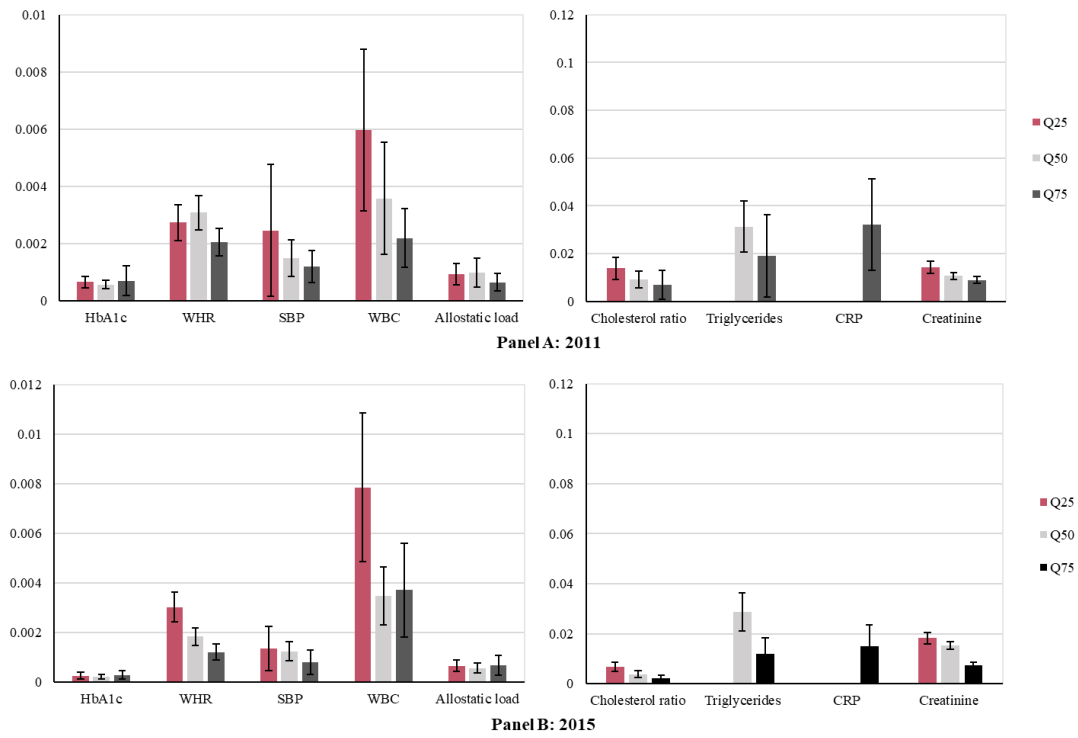 0.01
0.008
0.006
0.004
0.002
0
HbA1c WHR SBP WBC Allostatic load
0.12
0.1
0.08
0.06
0.04
0.02
0
Cholesterol ratio Triglycerides CRP Creatinine
Q25
Q50
Q75
Panel A: 2011
0.012
0.01
0.008
0.006
0.004
0.002
0
HbA1c WHR SBP WBC Allostatic load
0.12
0.1
0.08
0.06
0.04
0.02
0
Cholesterol ratio Triglycerides CRP Creatinine
Q25
Q50
Q75
Panel B: 2015